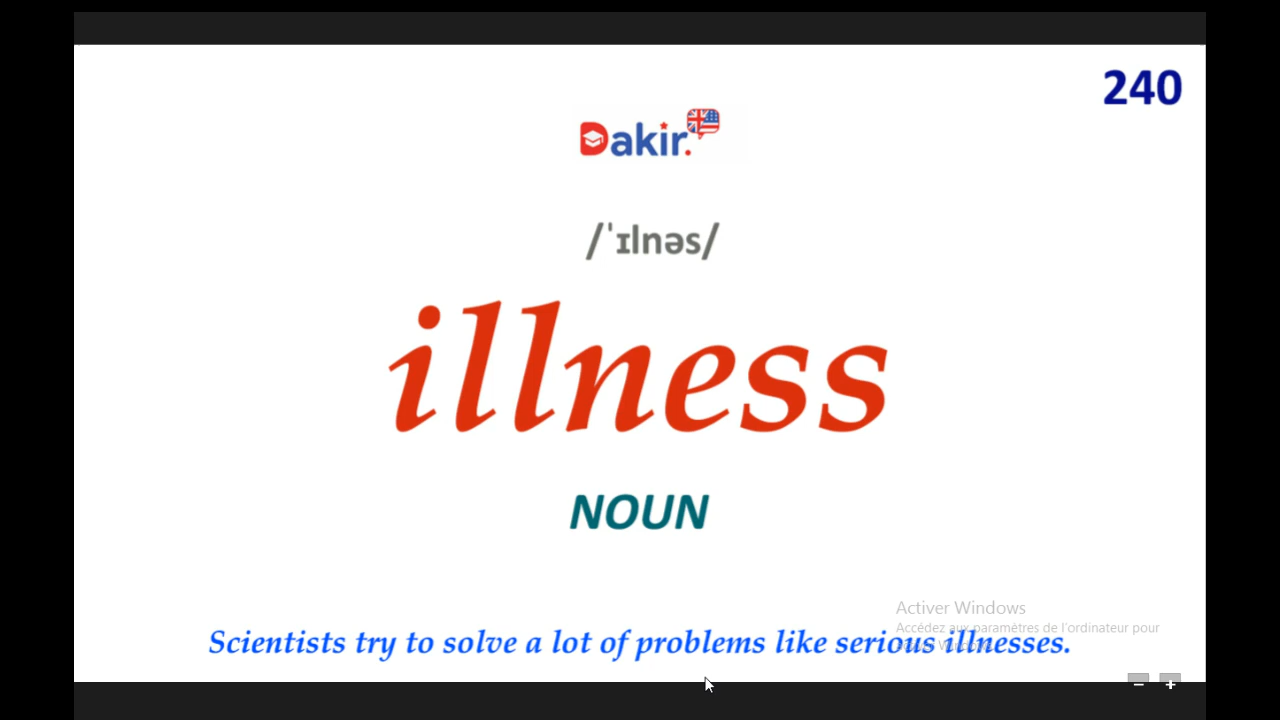 240
Dakir.
/ˈɪlnəs/
illness
NOUN
Activer Windows
Accédez aux paramètres de l'ordinateur pour
Scientists try to solve a lot of problems like serious illnesses.